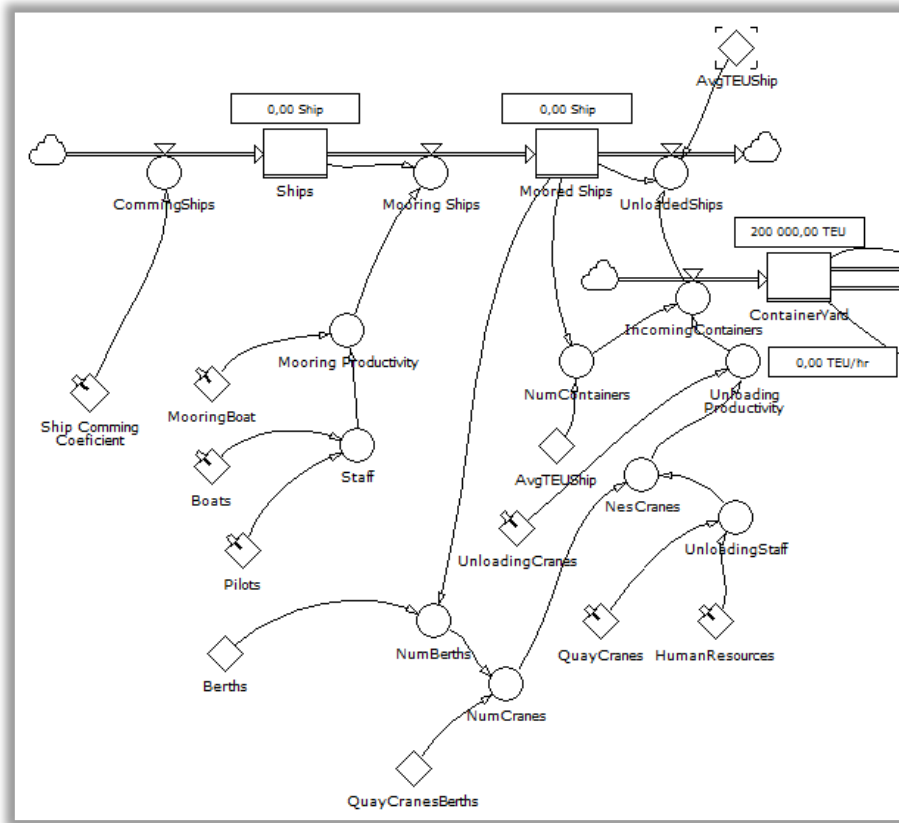 AvgTEUShip
0,00 Ship
0,00 Ship
Ships
Moored Ships
CommingShips
Mooring Ships
UnloadedShips
200 000,00 TEU
ContainerYard
IncomingContainers
Mooring Productivity
0,00 TEU/hr
NumContainers
Unloading
Productivity
MooringBoat
Ship Comming
Coeficient
AvgTEUShip
Staff
Boats
NesCranes
UnloadingCranes
UnloadingStaff
Pilots
NumBerths
QuayCranes
HumanResources
Berths
NumCranes
QuayCranesBerths